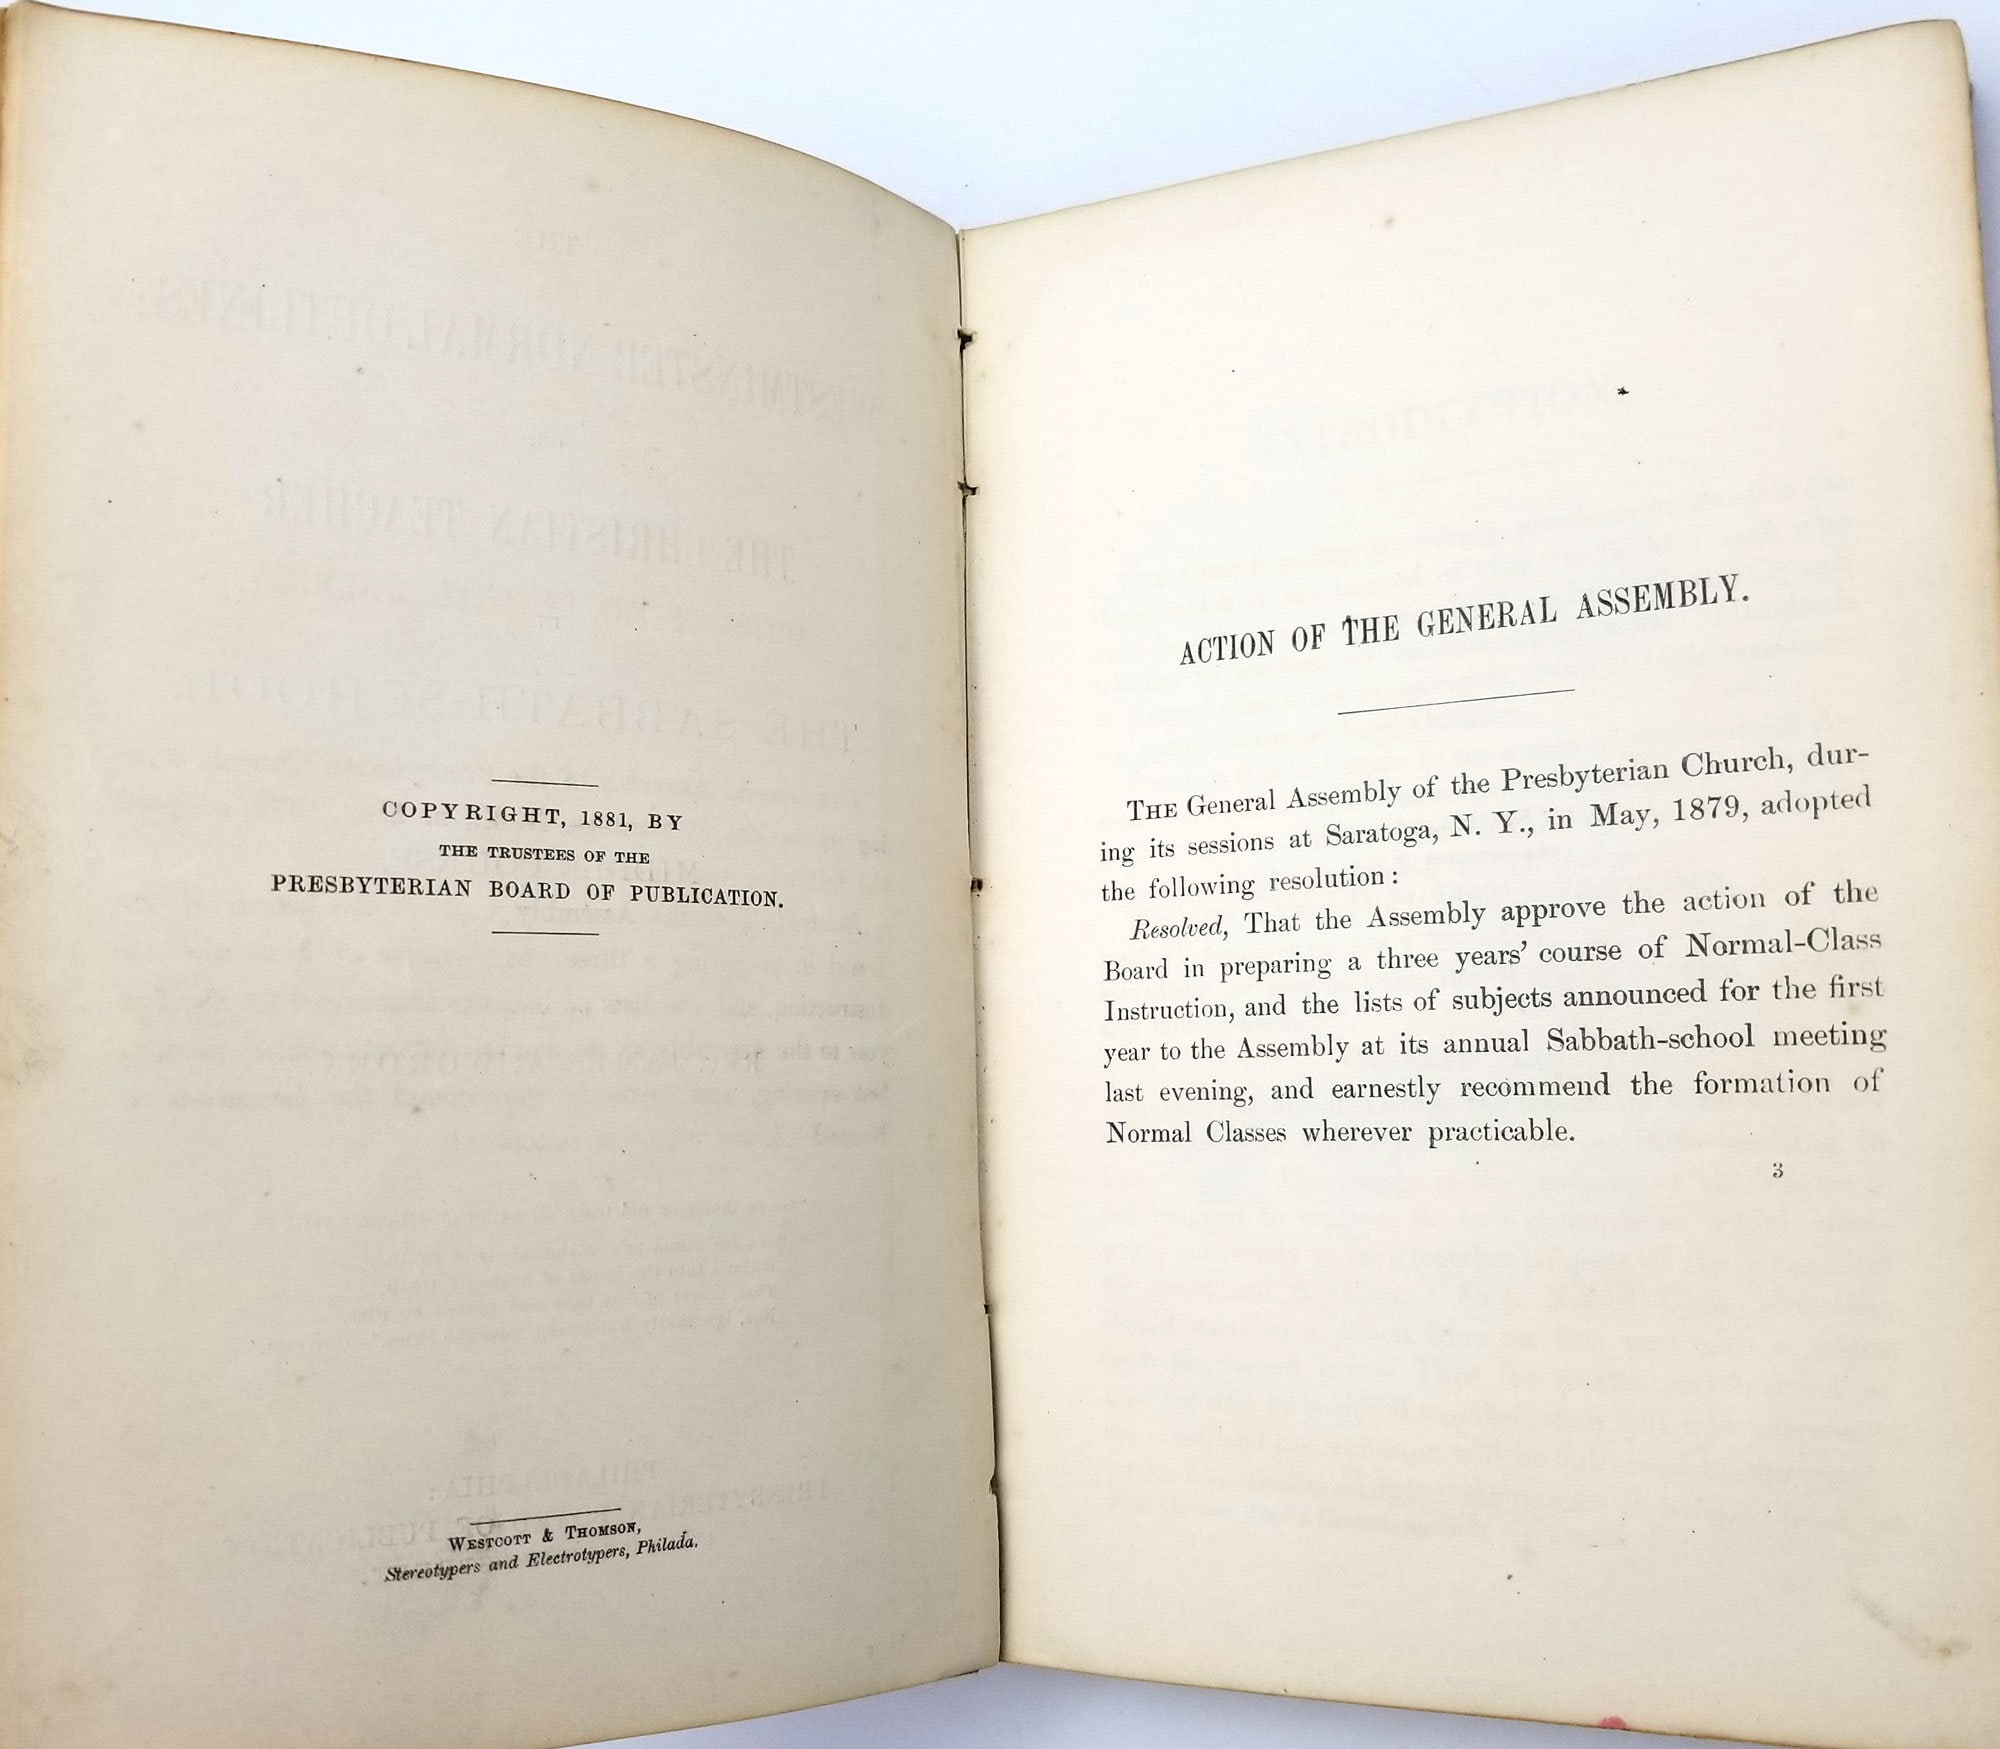 COPYRIGHT, 1881, BY
THE TRUSTEES OF THE
PRESBYTERIAN BOARD OF PUBLICATION.
WESTCOTT & THOMSON,
Stereotypers and Electrotypers, Philada.
ACTION OF THE GENERAL ASSEMBLY.
THE General Assembly of the Presbyterian Church, dur-
ing its sessions at Saratoga, N. Y., in May, 1879, adopted
the following resolution:
Resolved, That the Assembly approve the action of the
Board in preparing a three years' course of Normal-Class
Instruction, and the lists of subjects announced for the first
year to the Assembly at its annual Sabbath-school meeting
last evening, and earnestly recommend the formation of
Normal Classes wherever practicable.
3